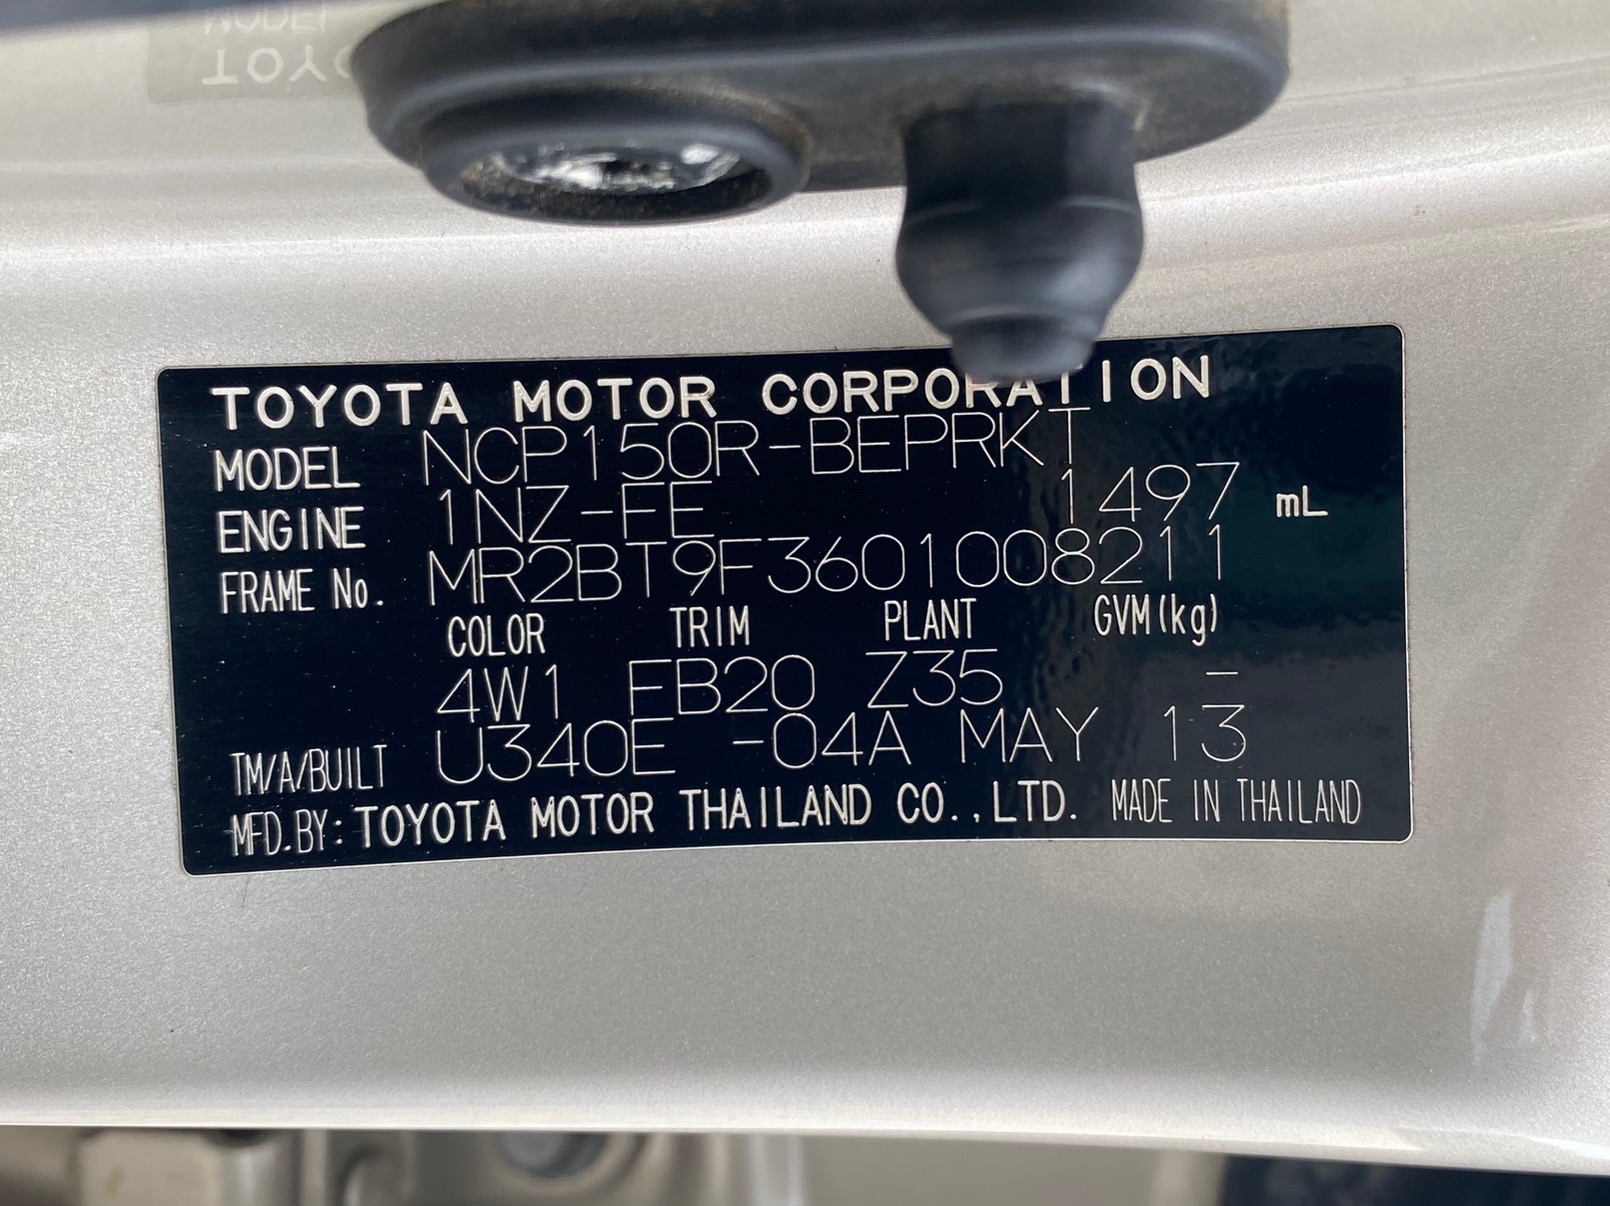 TOYOTA MOTOR CORPORATION
MODEL NCP150R-BEPRKT
ENGINE 1NZ-FE 1497 mL
FRAME No. MR2BT9F3601008211
COLOR TRIM PLANT GVM(kg)
4W1 FB20 Z35 –
TM/A/BUILT U340E -04A MAY 13
MFD.BY: TOYOTA MOTOR THAILAND CO.,LTD. MADE IN THAILAND